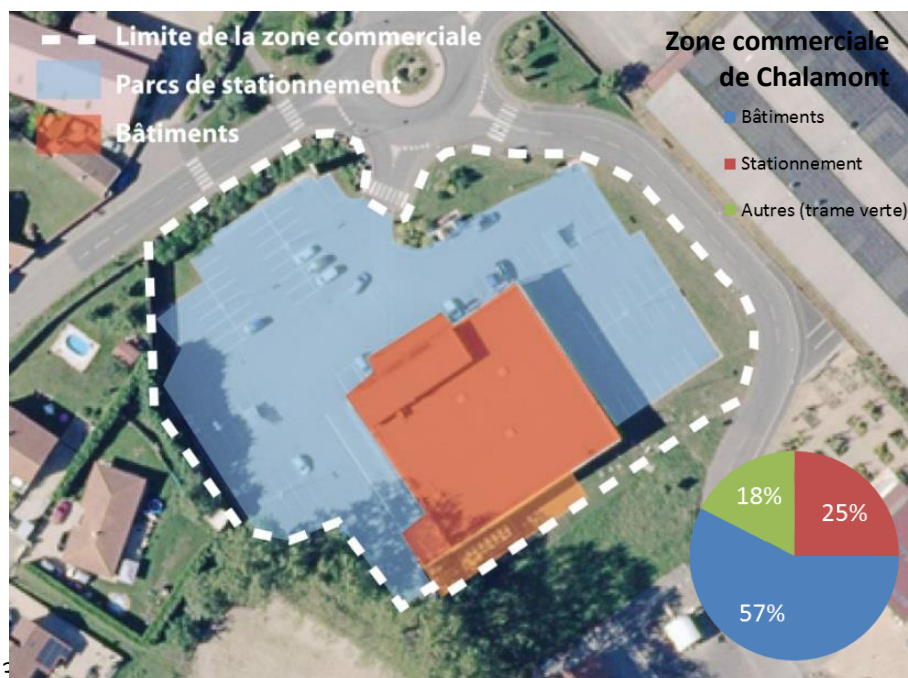 Limite de la zone commerciale
Parcs de stationnement
Bâtiments
Zone commerciale
de Chalamont
Bâtiments
Stationnement
Autres (trame verte)
18%
25%
57%